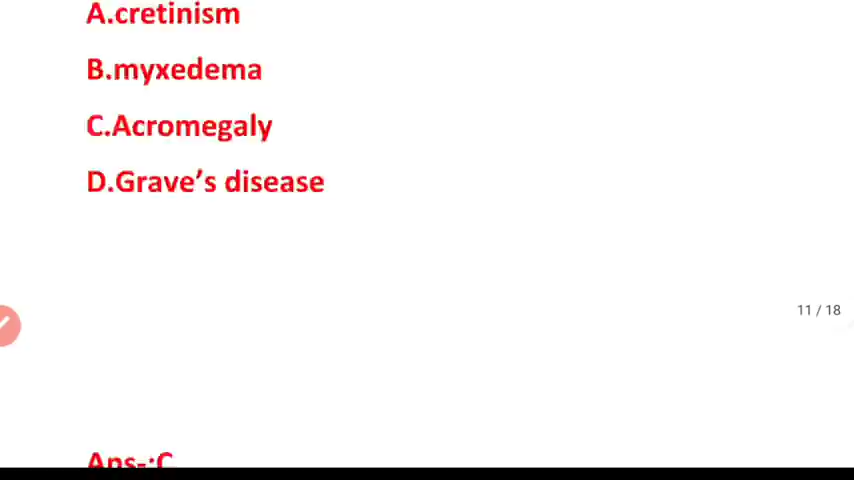 A.cretinism
B.myxedema
C.Acromegaly
D.Grave’s disease
11 / 18
Ans-:C